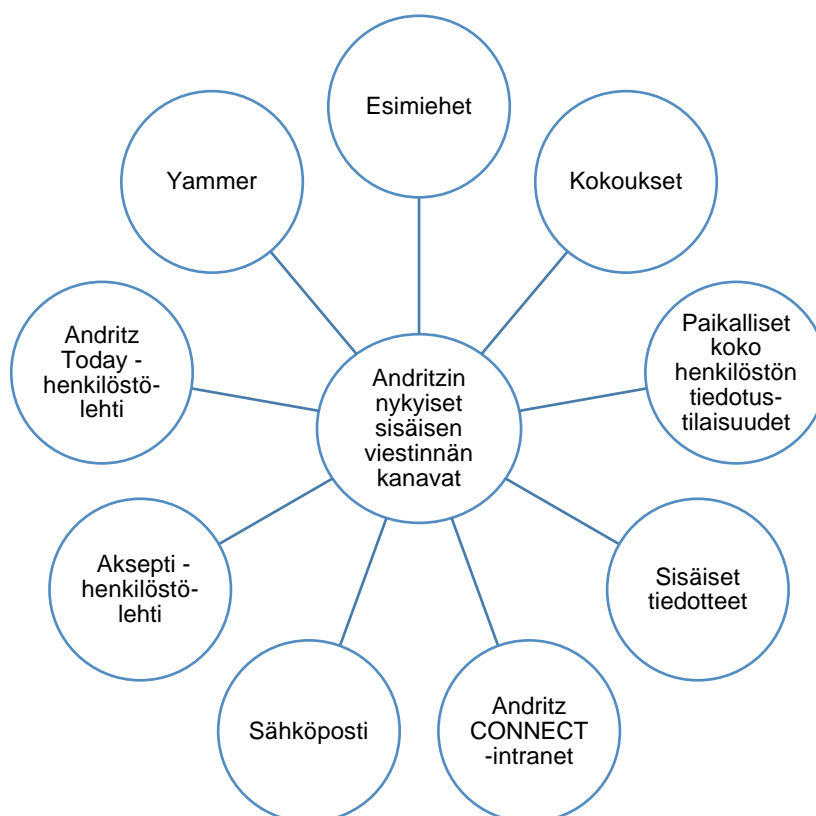 Esimiehet
Kokoukset
Paikalliset
koko
henkilöstön
tiedotus-
tilaisuudet
Sisäiset
tiedotteet
Andritz
CONNECT
-intranet
Sähköposti
Aksepti -
henkilöstö-
lehti
Andritz
Today -
henkilöstö-
lehti
Yammer
Andritzin
nykyiset
sisäisen
viestinnän
kanavat